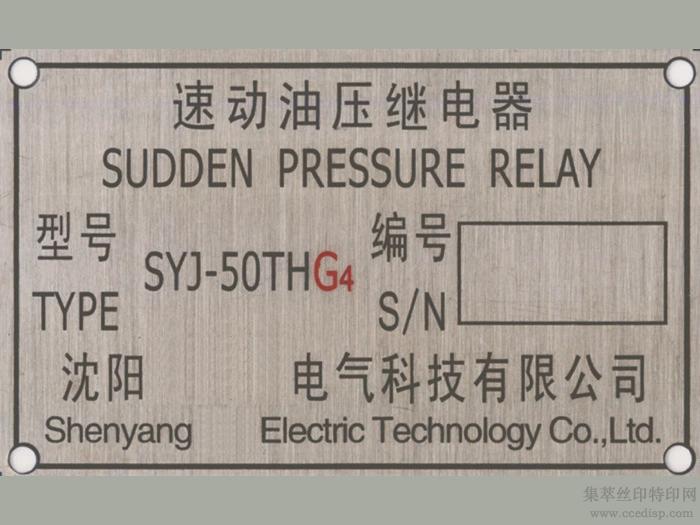 速动油压继电器
SUDDEN PRESSURE RELAY
型号 SYJ-50THG4 编号
TYPE S/N
沈阳 电气科技有限公司
Shenyang Electric Technology Co.,Ltd.
集萃丝印特印网
www.ccedisp.com